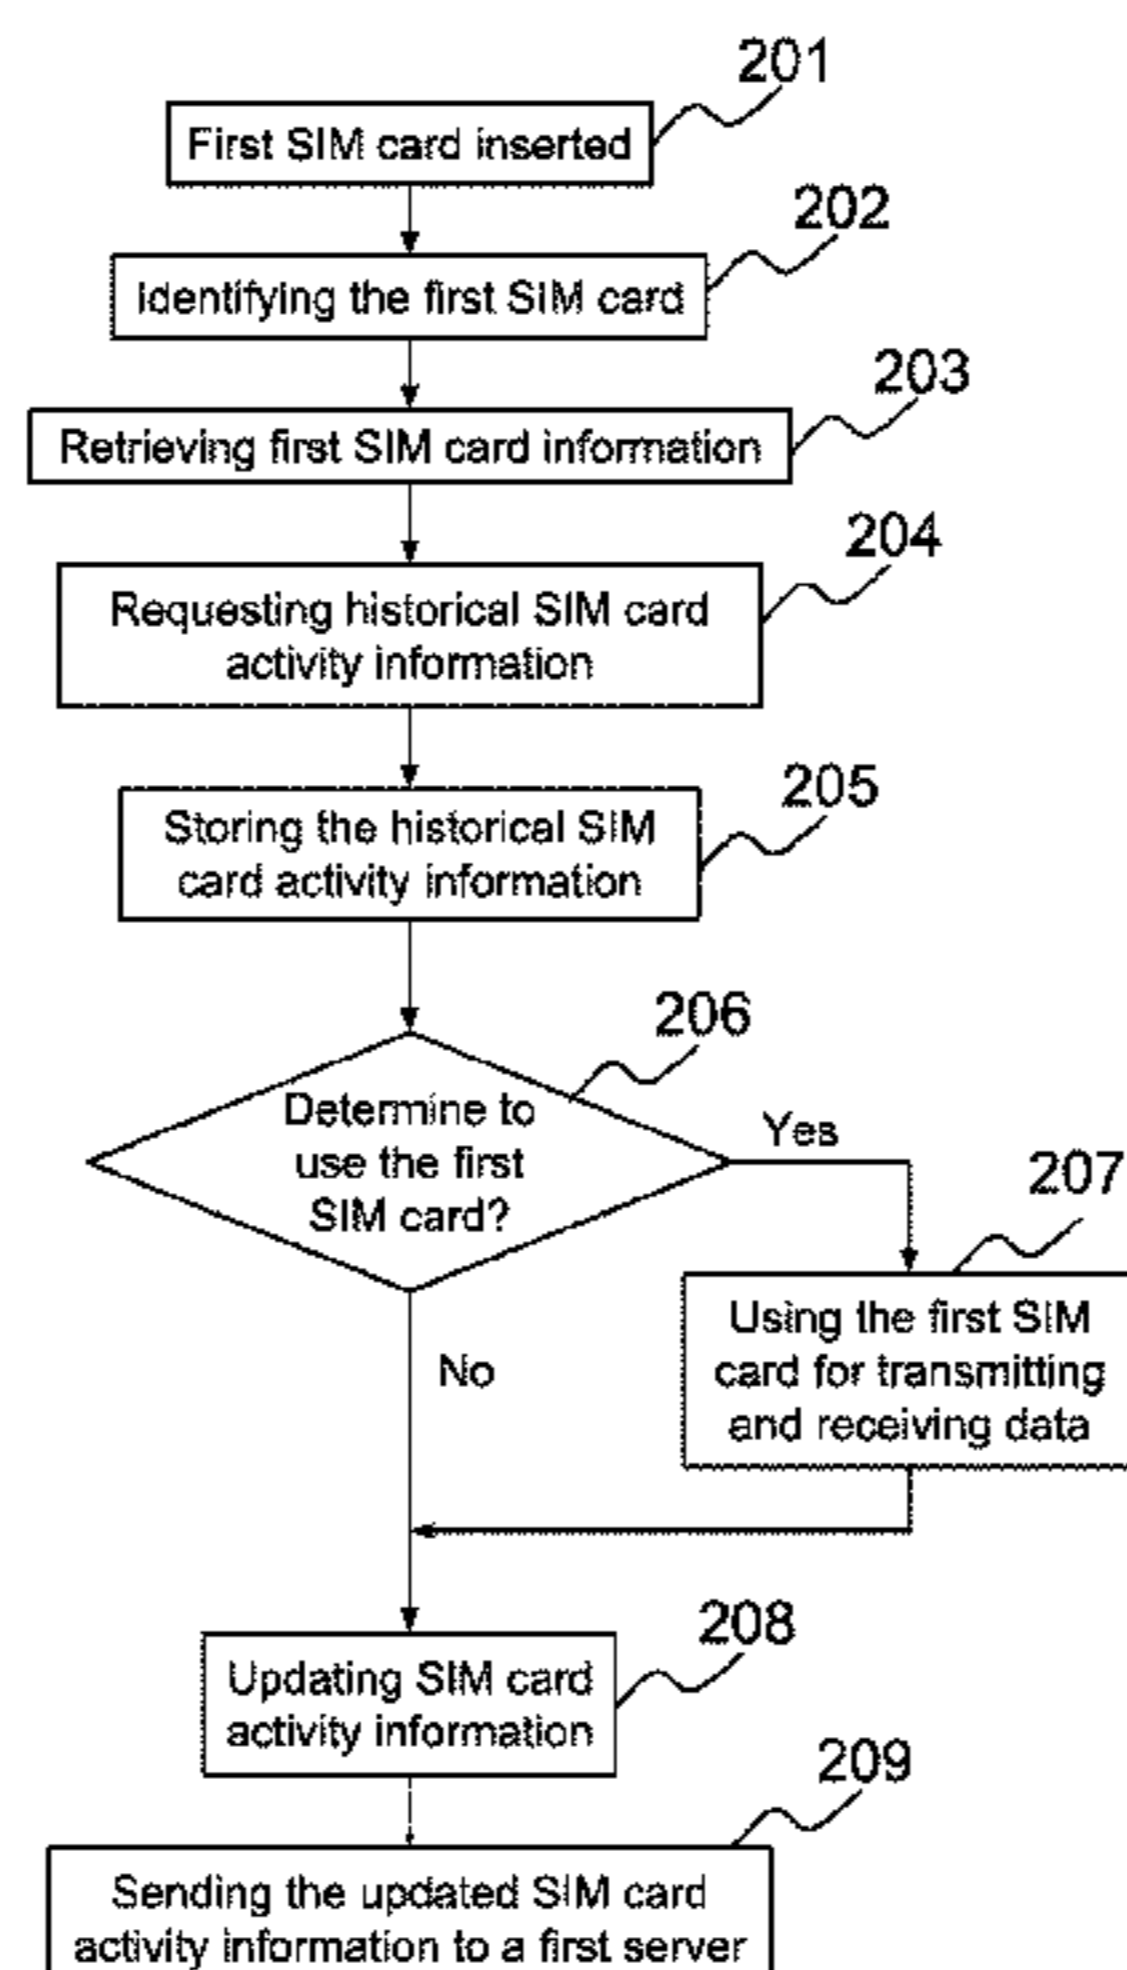 201
First SIM card inserted
202
Identifying the first SIM card
203
Retrieving first SIM card information
204
Requesting historical SIM card
activity information
205
Storing the historical SIM
card activity information
206
Determine to
use the first
SIM card?
Yes
207
Using the first SIM
card for transmitting
and receiving data
No
208
Updating SIM card
activity information
209
Sending the updated SIM card
activity information to a first server